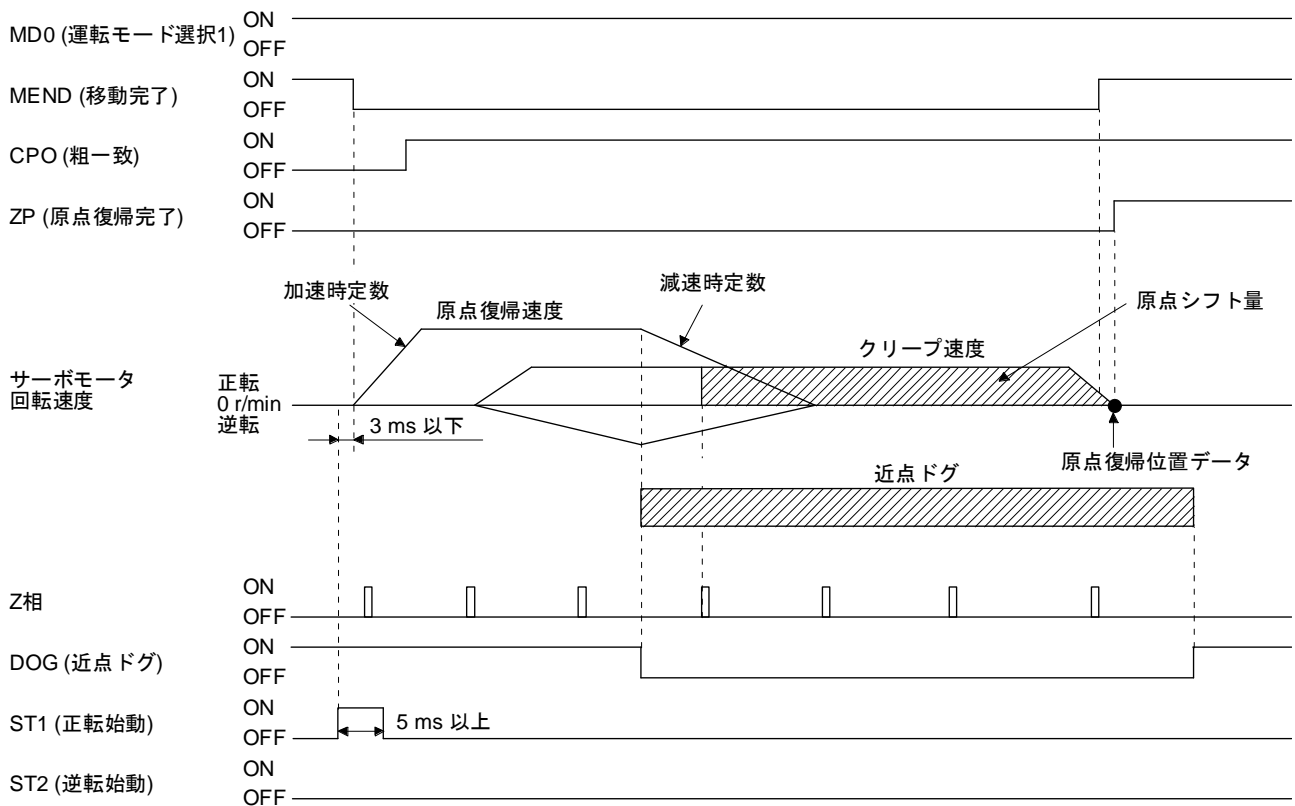 MD0 (運転モード選択1)
ON
OFF
MEND (移動完了)
ON
OFF
CPO (粗一致)
ON
OFF
ZP (原点復帰完了)
ON
OFF
加速時定数
原点復帰速度
減速時定数
原点シフト量
クリープ速度
サーボモータ
回転速度
正転
0 r/min
逆転
3 ms 以下
原点復帰位置データ
近点ドグ
Z相
ON
OFF
DOG (近点ドグ)
ON
OFF
ST1 (正転始動)
ON
OFF
5 ms 以上
ST2 (逆転始動)
ON
OFF